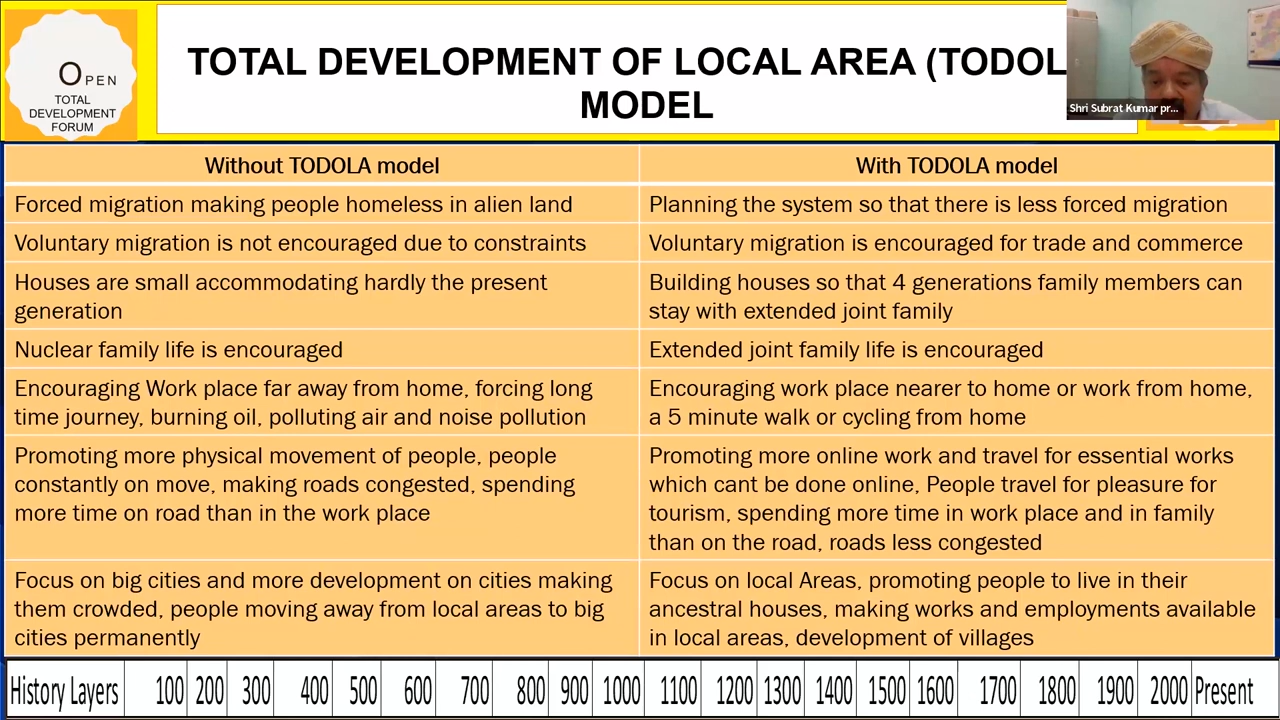 OPEN
TOTAL
DEVELOPMENT
FORUM
TOTAL DEVELOPMENT OF LOCAL AREA (TODOL
MODEL
Shri Subrat Kumar pr...
Without TODOLA model
With TODOLA model
Forced migration making people homeless in alien land
Planning the system so that there is less forced migration
Voluntary migration is not encouraged due to constraints
Voluntary migration is encouraged for trade and commerce
Houses are small accommodating hardly the present
generation
Building houses so that 4 generations family members can
stay with extended joint family
Nuclear family life is encouraged
Extended joint family life is encouraged
Encouraging Work place far away from home, forcing long
time journey, burning oil, polluting air and noise pollution
Encouraging work place nearer to home or work from home,
a 5 minute walk or cycling from home
Promoting more physical movement of people, people
constantly on move, making roads congested, spending
more time on road than in the work place
Promoting more online work and travel for essential works
which cant be done online, People travel for pleasure for
tourism, spending more time in work place and in family
than on the road, roads less congested
Focus on big cities and more development on cities making
them crowded, people moving away from local areas to big
cities permanently
Focus on local Areas, promoting people to live in their
ancestral houses, making works and employments available
in local areas, development of villages
History Layers 100 200 300 400 500 600 700 800 900 1000 1100 1200 1300 1400 1500 1600 1700 1800 1900 2000 Present